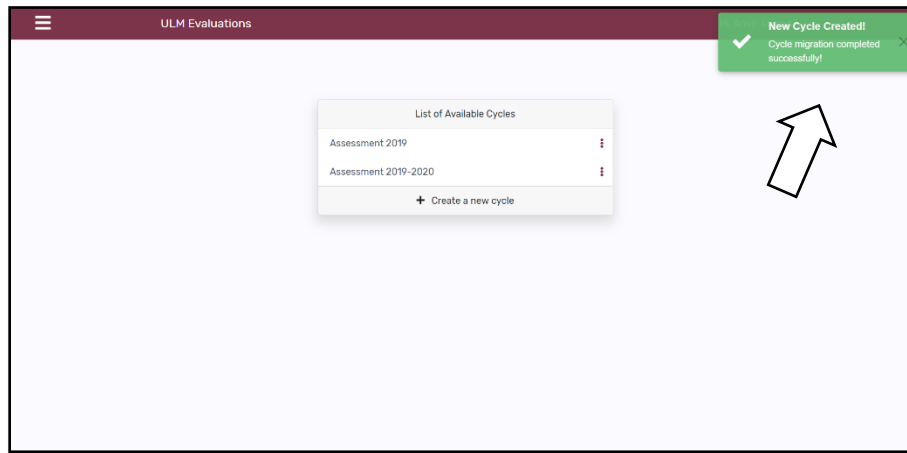 ULM Evaluations
New Cycle Created!
Cycle migration completed
successfully!
List of Available Cycles
Assessment 2019
Assessment 2019-2020
+ Create a new cycle